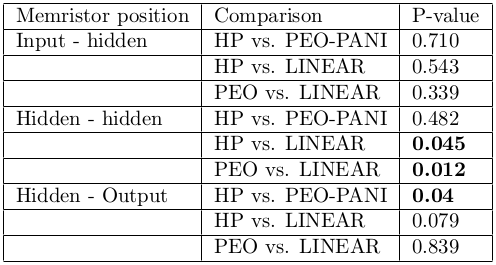 Memristor position Comparison P-value
Input - hidden HP vs. PEO-PANI 0.710
HP vs. LINEAR 0.543
PEO vs. LINEAR 0.339
Hidden - hidden HP vs. PEO-PANI 0.482
HP vs. LINEAR 0.045
PEO vs. LINEAR 0.012
Hidden - Output HP vs. PEO-PANI 0.04
HP vs. LINEAR 0.079
PEO vs. LINEAR 0.839